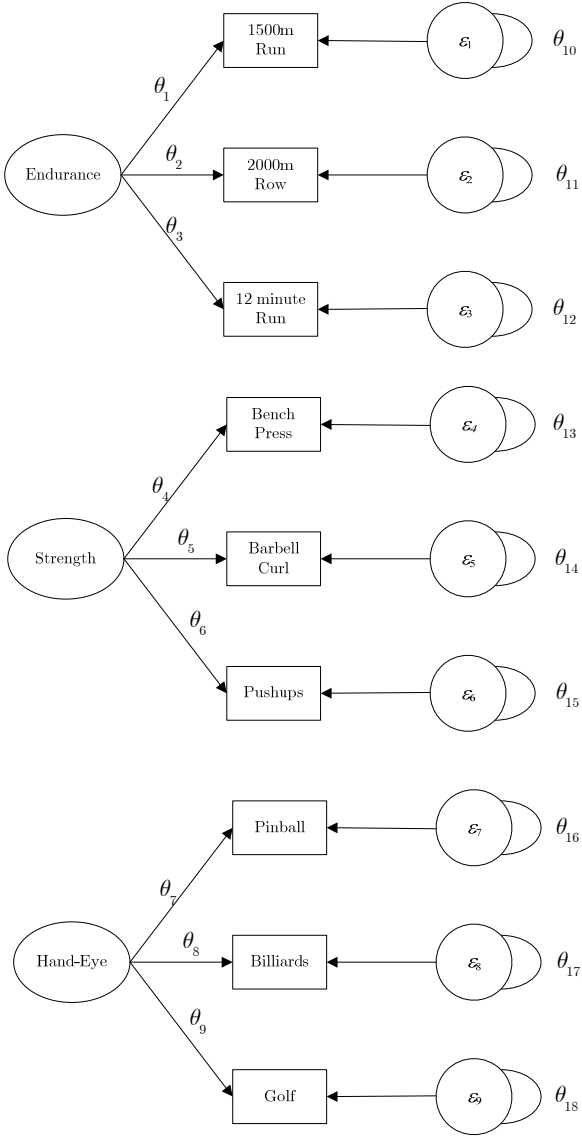 1500m
Run
ε₁
θ₁₀
θ₁
2000m
Row
θ₂
Endurance
ε₂
θ₁₁
θ₃
12 minute
Run
ε₃
θ₁₂
Bench
Press
ε₄
θ₁₃
θ₄
θ₅
Barbell
Curl
Strength
ε₅
θ₁₄
θ₆
Pushups
ε₆
θ₁₅
Pinball
ε₇
θ₁₆
θ₇
θ₈
Hand-Eye
Billiards
ε₈
θ₁₇
θ₉
Golf
ε₉
θ₁₈